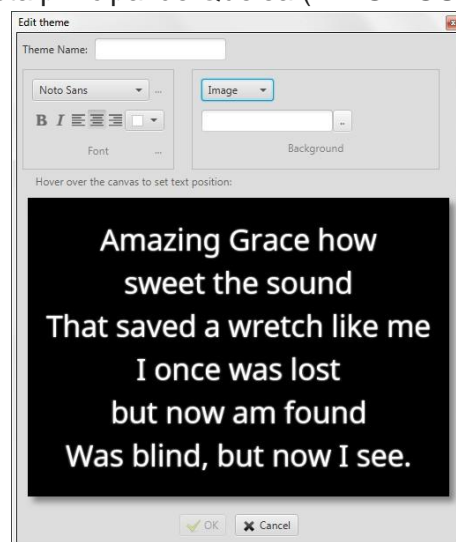 Edit theme
Theme Name:
Noto Sans ...
Image
B I
..
Font ...
Background
Hover over the canvas to set text position:
Amazing Grace how
sweet the sound
That saved a wretch like me
I once was lost
but now am found
Was blind, but now I see.
OK Cancel